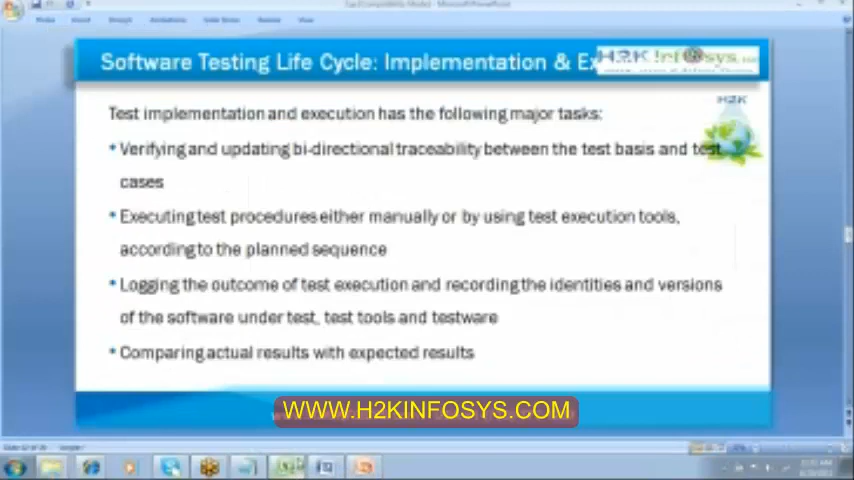 Software Testing Life Cycle: Implementation & Ex
H2K Infosys
H2K
Test implementation and execution has the following major tasks:
• Verifying and updating bi-directional traceability between the test basis and test
cases
• Executing test procedures either manually or by using test execution tools,
according to the planned sequence
• Logging the outcome of test execution and recording the identities and versions
of the software under test, test tools and testware
• Comparing actual results with expected results
WWW.H2KINFOSYS.COM